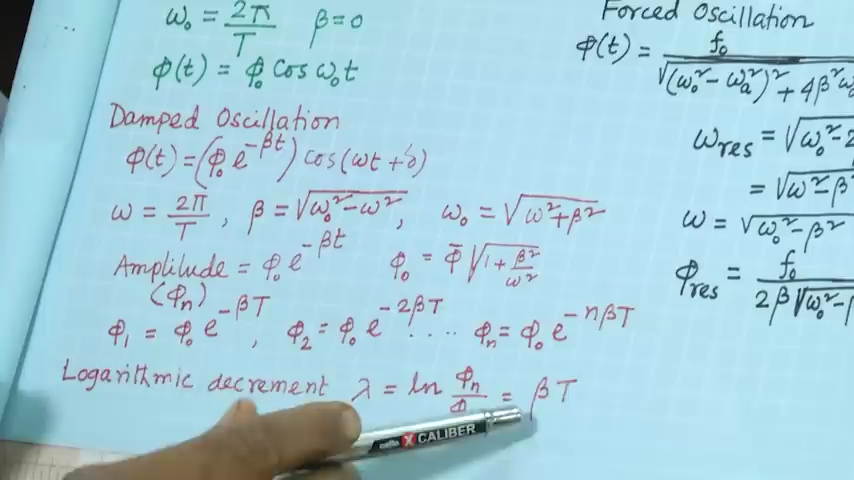 ω₀ = 2π/T  β=0
φ(t) = φ₀ cos ω₀t
Damped Oscillation
φ(t) = (φ₀ e^(-βt)) cos(ωt + δ)
ω = 2π/T , β = √(ω₀²-ω²), ω₀ = √(ω²+β²)
Amplitude = φ₀ e^(-βt)  φ₀ = φ̄ √(1+β²/ω²)
(φₙ)
φ₁ = φ₀ e^(-βT) , φ₂ = φ₀ e^(-2βT) .... φₙ = φ₀ e^(-nβT)
Logarithmic decrement λ = ln φₙ/φ = βT
cello XCALIBER
Forced Oscillation
φ(t) = f₀/√((ω₀²-ωₐ²)² + 4β²ω
ω_res = √(ω₀²-2
= √(ω²-β²
ω = √(ω₀²-β²)
φ_res = f₀/2β√(ω₀²-β